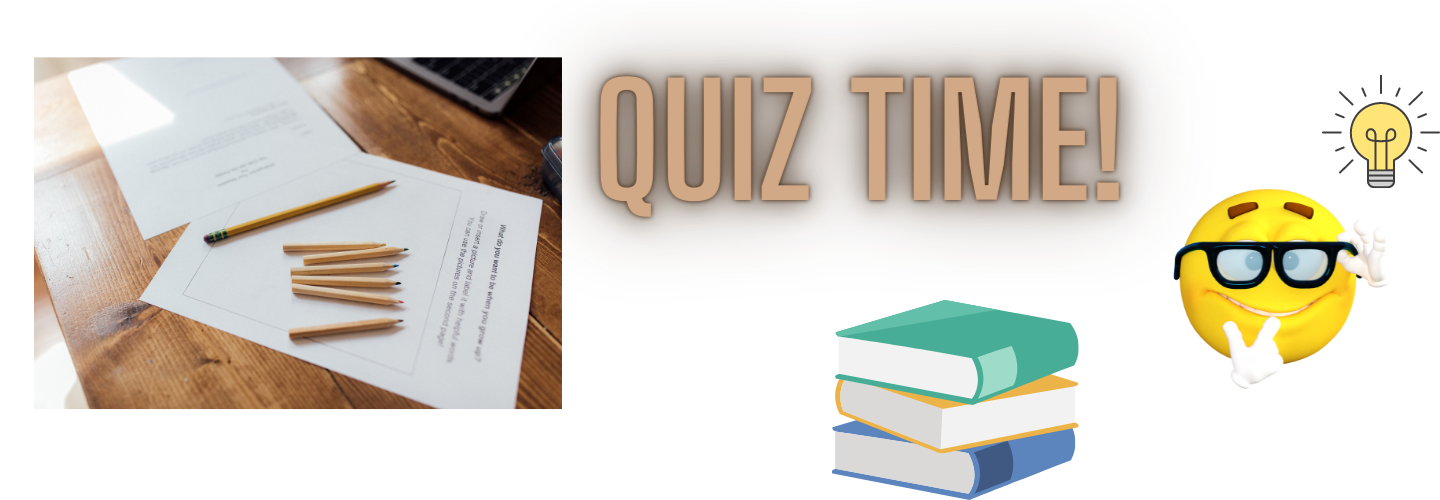 QUIZ TIME!
What do you want to be when you grow up?
Draw or insert a picture and label it with helpful words.
You can use the pictures on the second page!